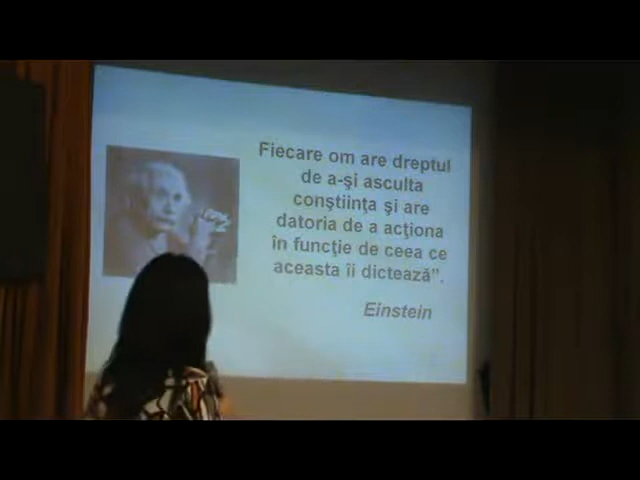 Fiecare om are dreptul
de a-şi asculta
conştiinţa şi are
datoria de a acţiona
în funcţie de ceea ce
aceasta îi dictează”.
Einstein